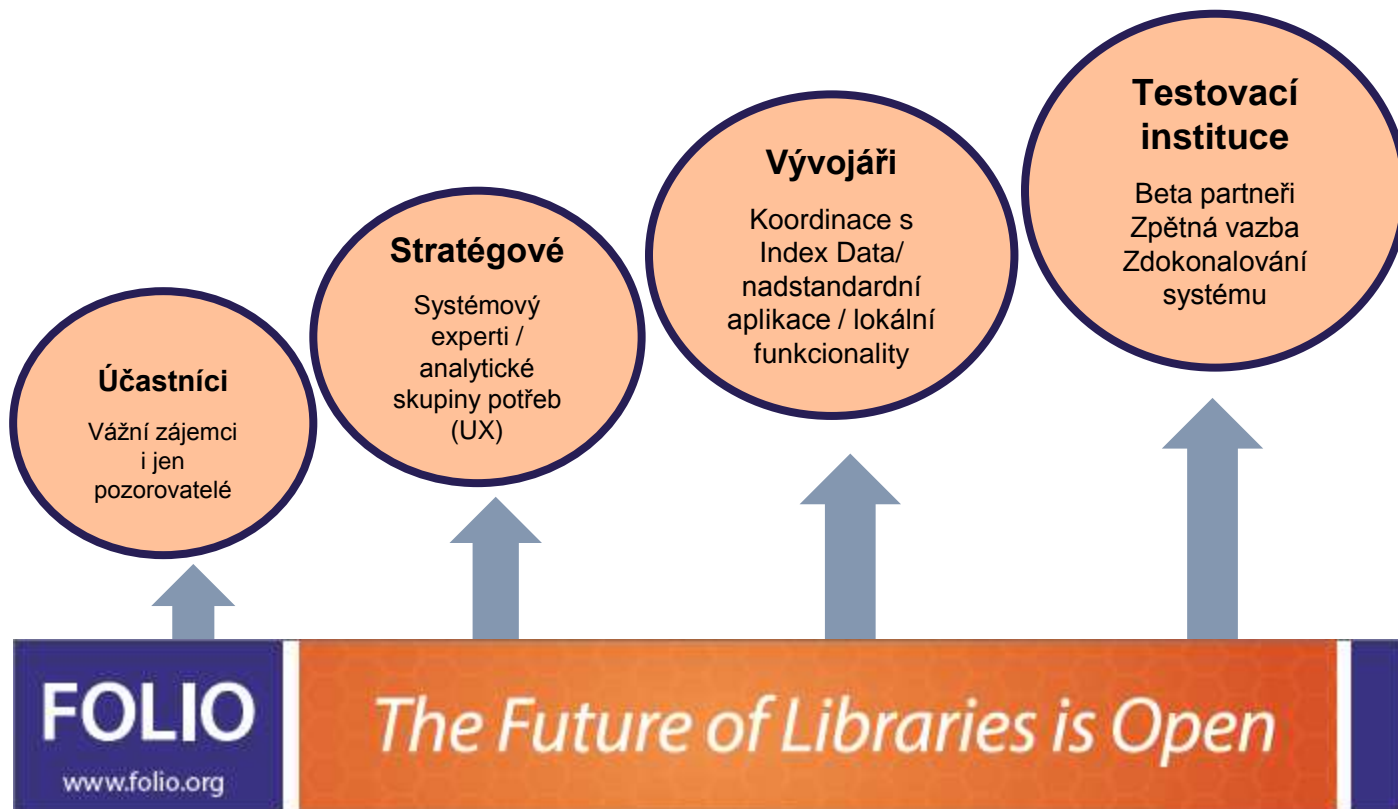 Účastníci
Vážní zájemci
i jen
pozorovatelé
Stratégové
Systémový
experti /
analytické
skupiny potřeb
(UX)
Vývojáři
Koordinace s
Index Data/
nadstandardní
aplikace / lokální
funkcionality
Testovací
instituce
Beta partneři
Zpětná vazba
Zdokonalování
systému
FOLIO
www.folio.org
The Future of Libraries is Open